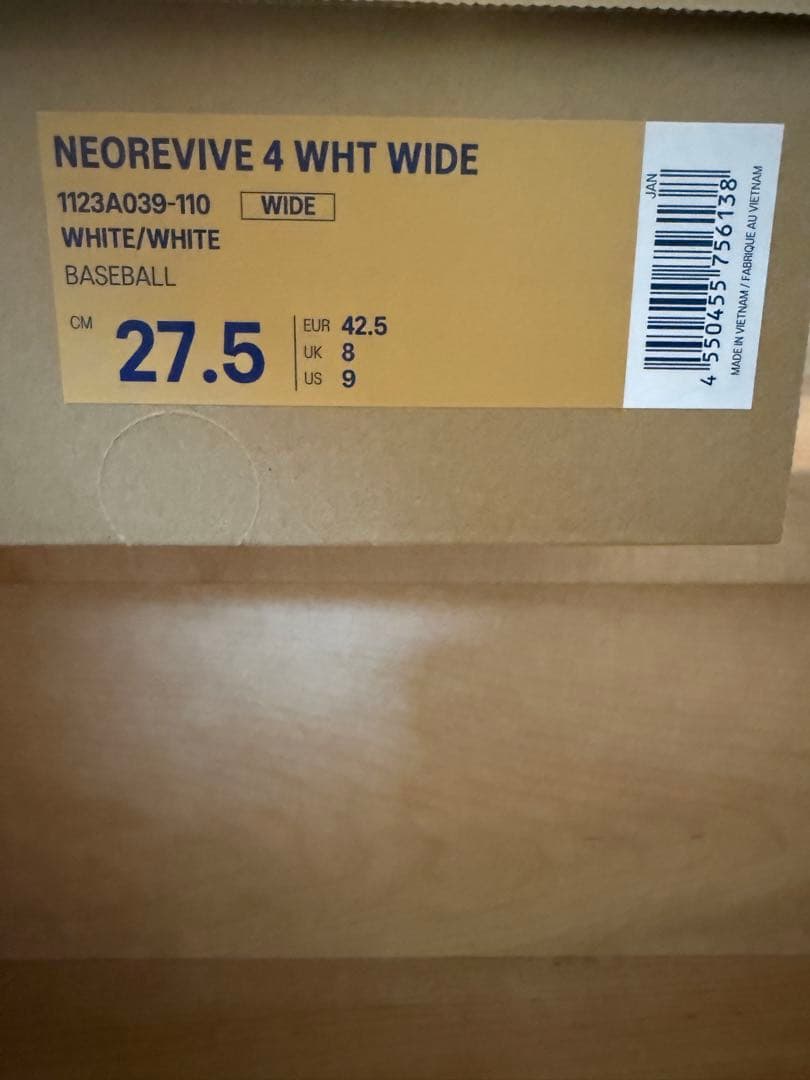 NEOREVIVE 4 WHT WIDE
1123A039-110 WIDE
WHITE/WHITE
BASEBALL
CM 27.5
EUR 42.5
UK 8
US 9
JAN
4 550455 756138
MADE IN VIETNAM / FABRIQUE AU VIETNAM